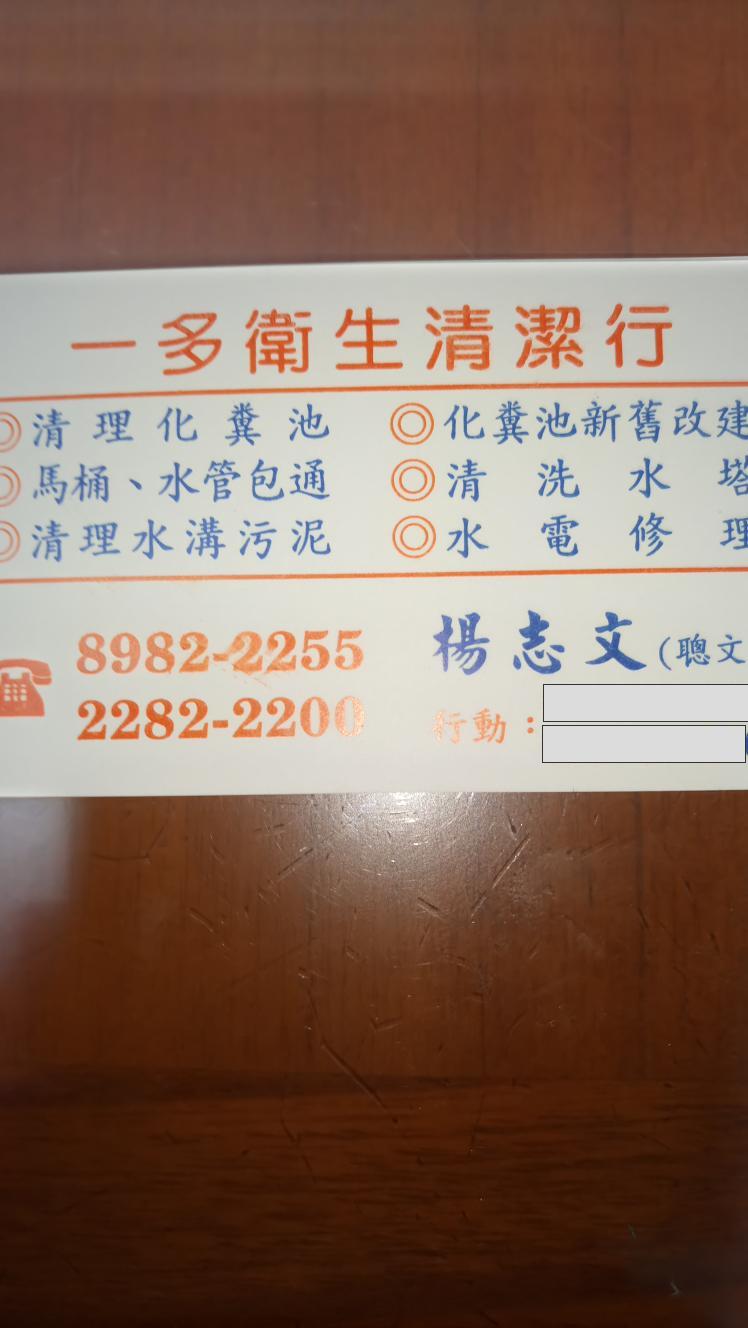 一多衛生清潔行
◎清理化糞池 ◎化糞池新舊改建
◎馬桶、水管包通 ◎清洗水塔
◎清理水溝污泥 ◎水電修理
8982-2255 楊志文(聰文
2282-2200 行動：